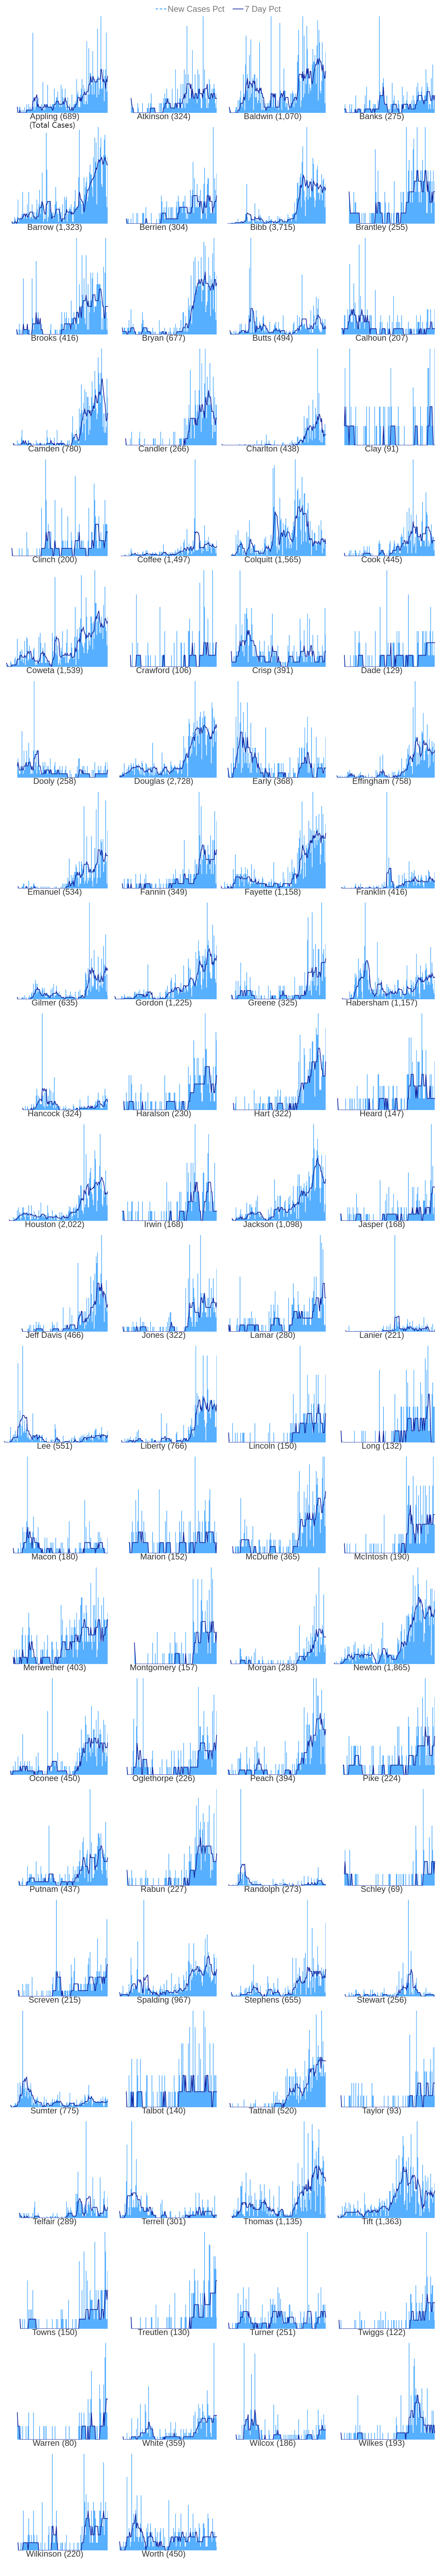 New Cases Pct 7 Day Pct
Appling (689) Atkinson (324) Baldwin (1,070) Banks (275)
(Total Cases)
Barrow (1,323) Berrien (304) Bibb (3,715) Brantley (255)
Brooks (416) Bryan (677) Butts (494) Calhoun (207)
Camden (780) Candler (266) Charlton (438) Clay (91)
Clinch (200) Coffee (1,497) Colquitt (1,565) Cook (445)
Coweta (1,539) Crawford (106) Crisp (391) Dade (129)
Dooly (258) Douglas (2,728) Early (368) Effingham (758)
Emanuel (534) Fannin (349) Fayette (1,158) Franklin (416)
Gilmer (635) Gordon (1,225) Greene (325) Habersham (1,157)
Hancock (324) Haralson (230) Hart (322) Heard (147)
Houston (2,022) Irwin (168) Jackson (1,098) Jasper (168)
Jeff Davis (466) Jones (322) Lamar (280) Lanier (221)
Lee (551) Liberty (766) Lincoln (150) Long (132)
Macon (180) Marion (152) McDuffie (365) McIntosh (190)
Meriwether (403) Montgomery (157) Morgan (283) Newton (1,865)
Oconee (450) Oglethorpe (226) Peach (394) Pike (224)
Putnam (437) Rabun (227) Randolph (273) Schley (69)
Screven (215) Spalding (967) Stephens (655) Stewart (256)
Sumter (775) Talbot (140) Tattnall (520) Taylor (93)
Telfair (289) Terrell (301) Thomas (1,135) Tift (1,363)
Towns (150) Treutlen (130) Turner (251) Twiggs (122)
Warren (80) White (359) Wilcox (186) Wilkes (193)
Wilkinson (220) Worth (450)